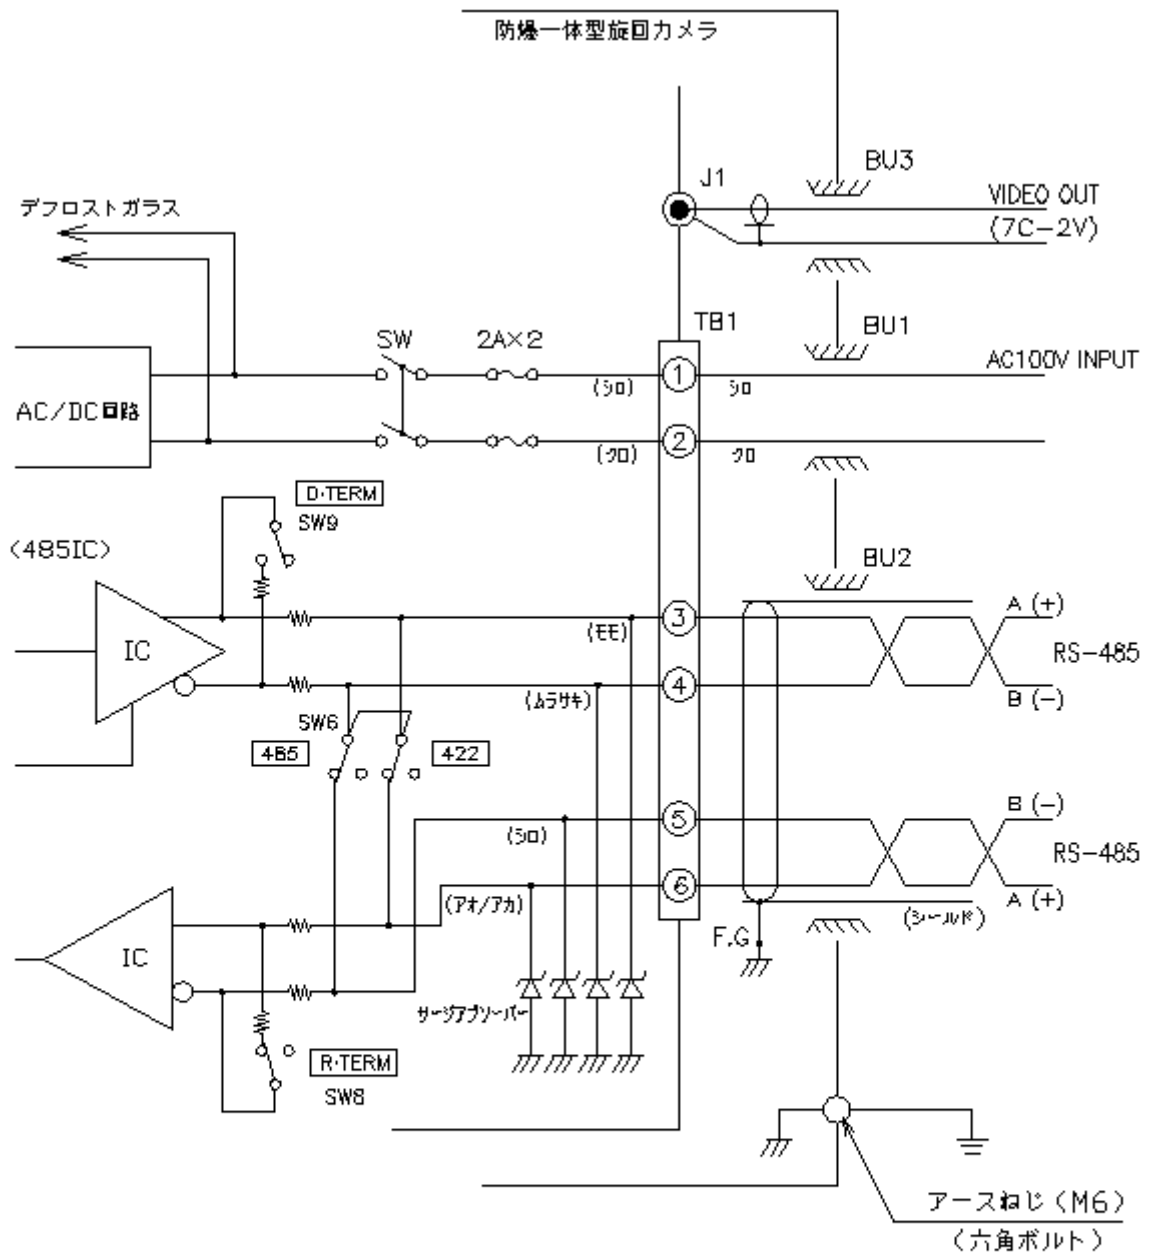 防爆一体型旋回カメラ
BU3
J1
VIDEO OUT
(7C-2V)
デフロストガラス
TB1
BU1
SW
2A×2
AC100V INPUT
1
(シロ)
シロ
AC/DC回路
2
(クロ)
クロ
D・TERM
SW9
<485IC>
BU2
A (+)
3
(モモ)
IC
RS-485
4
(ムラサキ)
B (-)
SW6
485
422
B (-)
5
(シロ)
RS-485
6
(アオ/アカ)
A (+)
(シールド)
F.G
IC
サージアブソーバー
R・TERM
SW8
アースねじ(M6)
(六角ボルト)